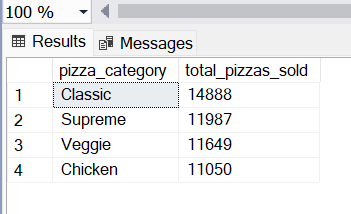 100 %
Results Messages
pizza_category total_pizzas_sold
1 Classic 14888
2 Supreme 11987
3 Veggie 11649
4 Chicken 11050